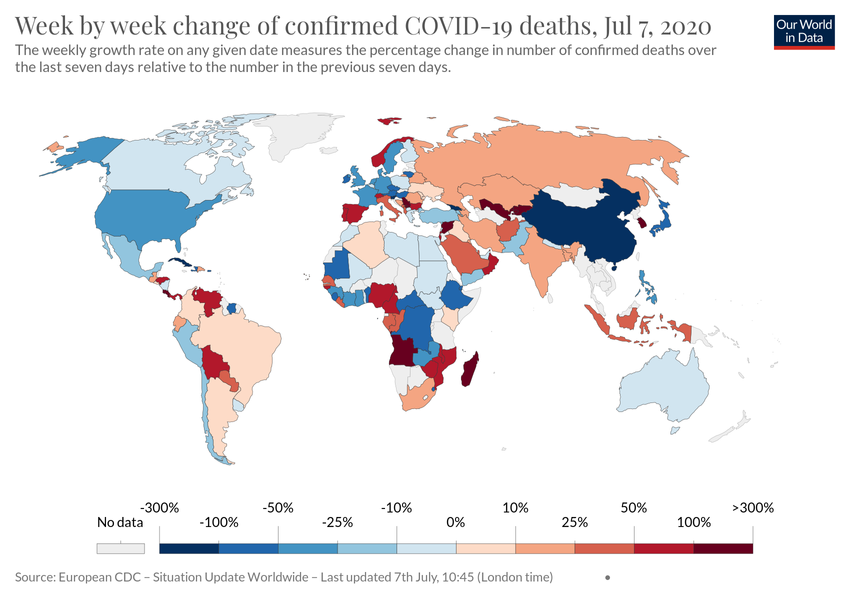 Week by week change of confirmed COVID-19 deaths, Jul 7, 2020
Our World
in Data
The weekly growth rate on any given date measures the percentage change in number of confirmed deaths over
the last seven days relative to the number in the previous seven days.
-300% -50% -10% 10% 50% >300%
No data -100% -25% 0% 25% 100%
Source: European CDC – Situation Update Worldwide – Last updated 7th July, 10:45 (London time)